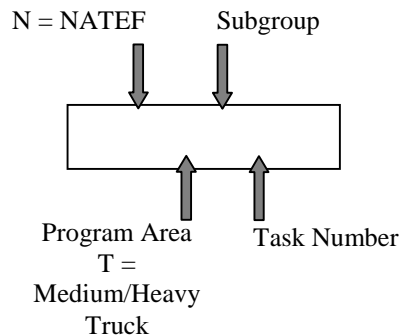 N = NATEF
Subgroup
Program Area
T =
Medium/Heavy
Truck
Task Number